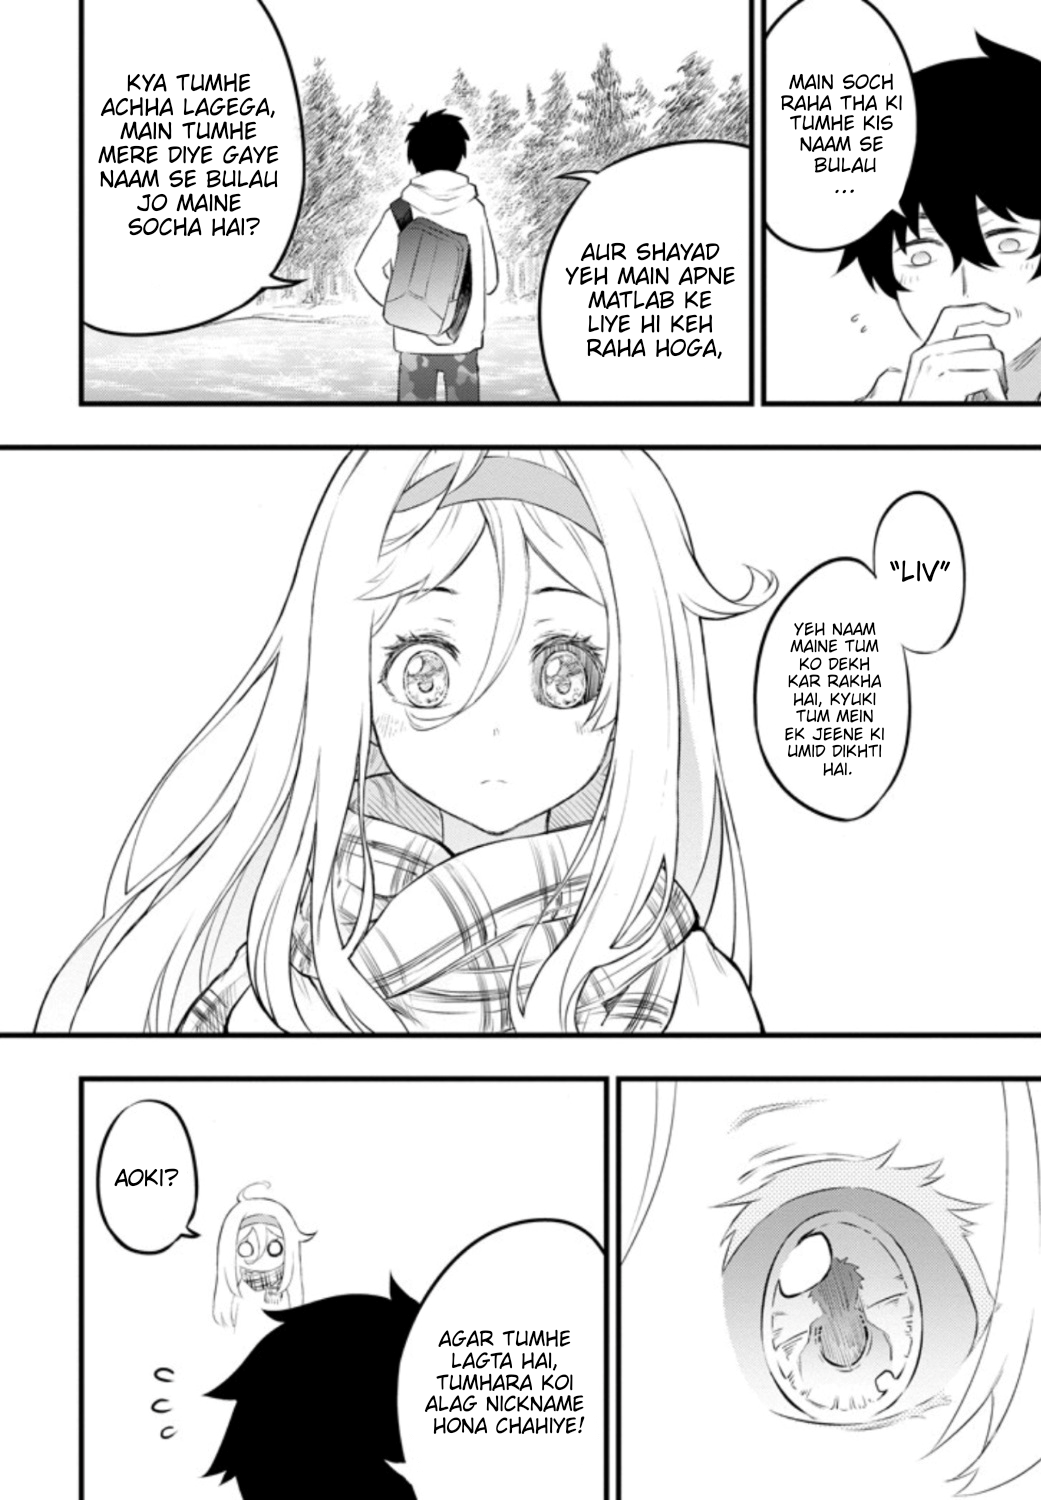 MAIN SOCH
RAHA THA KI
TUMHE KIS
NAAM SE
BULAU
...
AUR SHAYAD
YEH MAIN APNE
MATLAB KE
LIYE HI KEH
RAHA HOGA,
KYA TUMHE
ACHHA LAGEGA,
MAIN TUMHE
MERE DIYE GAYE
NAAM SE BULAU
JO MAINE
SOCHA HAI?
"LIV"
YEH NAAM
MAINE TUM
KO DEKH
KAR RAKHA
HAI, KYUKI
TUM MEIN
EK JEENE KI
UMID DIKHTI
HAI.
AGAR TUMHE
LAGTA HAI,
TUMHARA KOI
ALAG NICKNAME
HONA CHAHIYE!
AOKI?